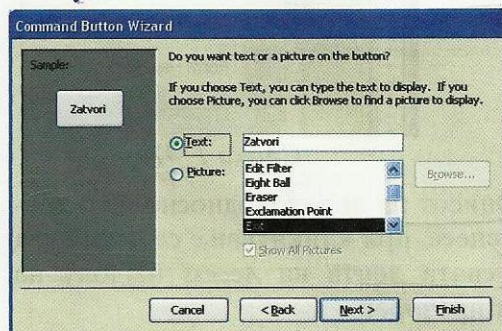 Command Button Wizard
Sample:
Zatvori
Do you want text or a picture on the button?
If you choose Text, you can type the text to display. If you
choose Picture, you can click Browse to find a picture to display.
Text:
Zatvori
Picture:
Edit Filter
Eight Ball
Eraser
Exclamation Point
Exit
Browse...
Show All Pictures
Cancel
< Back
Next >
Finish